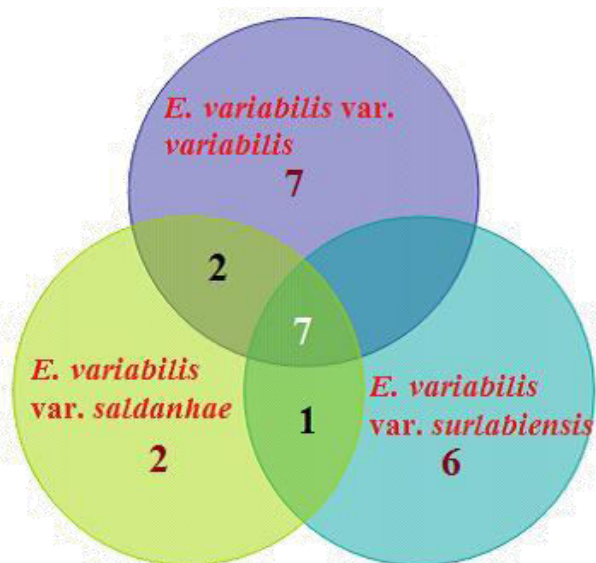 E. variabilis var.
variabilis
7
2
7
E. variabilis
var. saldanhae
2
1
E. variabilis
var. surlabiensis
6